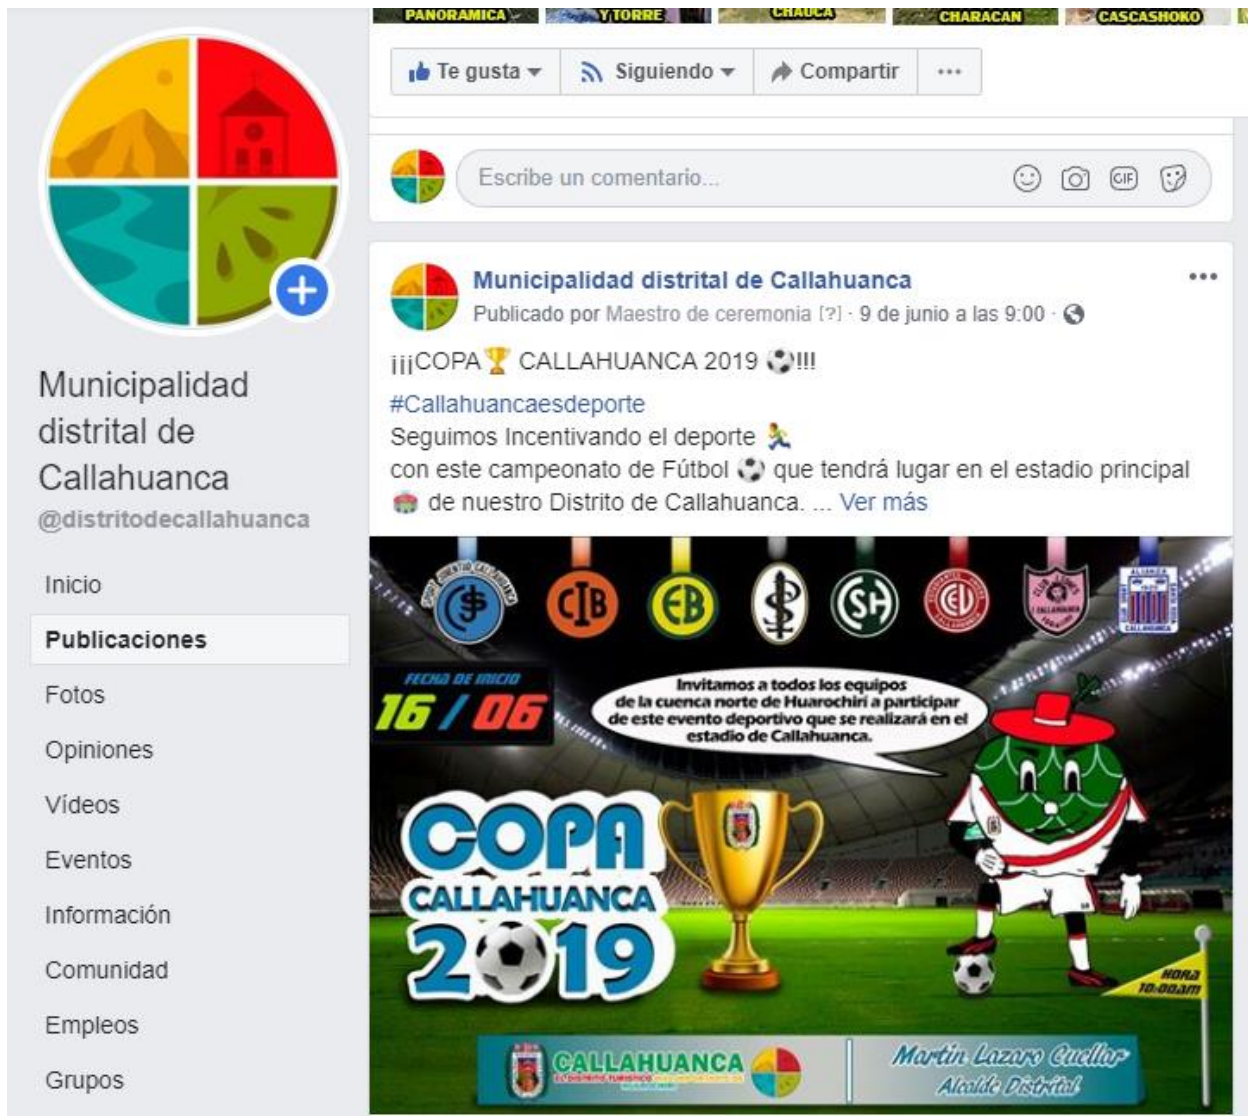 PANORAMICA
Y TORRE
CHAUCA
CHARACAN
CASCASHOKO
Te gusta
Siguiendo
Compartir
Escribe un comentario...
GIF
Municipalidad
distrital de
Callahuanca
@distritodecallahuanca
Inicio
Publicaciones
Fotos
Opiniones
Vídeos
Eventos
Información
Comunidad
Empleos
Grupos
Municipalidad distrital de Callahuanca
Publicado por Maestro de ceremonia [?] · 9 de junio a las 9:00 ·
¡¡¡COPA🏆 CALLAHUANCA 2019 ⚽!!!
#Callahuancaesdeporte
Seguimos Incentivando el deporte 🏃
con este campeonato de Fútbol ⚽ que tendrá lugar en el estadio principal
🏟 de nuestro Distrito de Callahuanca. ... Ver más
CIB
EB
CSH
CEU
FECHA DE INICIO
16 / 06
Invitamos a todos los equipos
de la cuenca norte de Huarochirí a participar
de este evento deportivo que se realizará en el
estadio de Callahuanca.
COPA
CALLAHUANCA
2019
HORA
10:00am
CALLAHUANCA
Martin Lazaro Cuellar
Alcalde Distrital